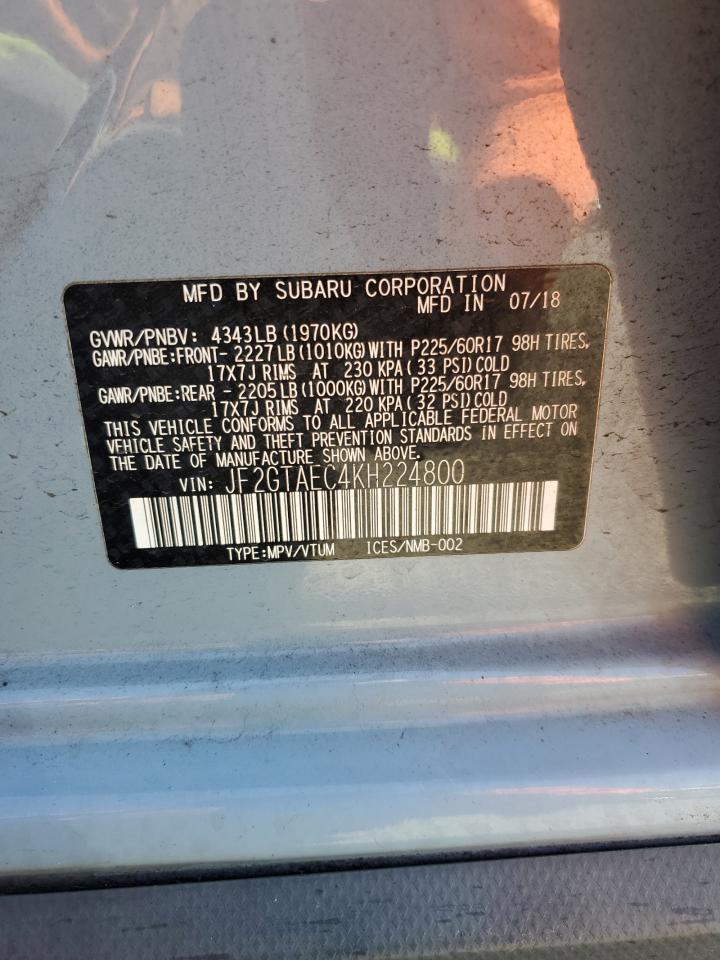 MFD BY SUBARU CORPORATION
MFD IN 07/18
GVWR/PNBV: 4343LB (1970KG)
GAWR/PNBE:FRONT- 2227LB (1010KG) WITH P225/60R17 98H TIRES,
17X7J RIMS AT 230 KPA (33 PSI) COLD
GAWR/PNBE:REAR - 2205LB (1000KG) WITH P225/60R17 98H TIRES,
17X7J RIMS AT 220 KPA (32 PSI) COLD
THIS VEHICLE CONFORMS TO ALL APPLICABLE FEDERAL MOTOR
VEHICLE SAFETY AND THEFT PREVENTION STANDARDS IN EFFECT ON
THE DATE OF MANUFACTURE SHOWN ABOVE.
VIN: JF2GTAEC4KH224800
TYPE:MPV/VTUM ICES/NMB-002